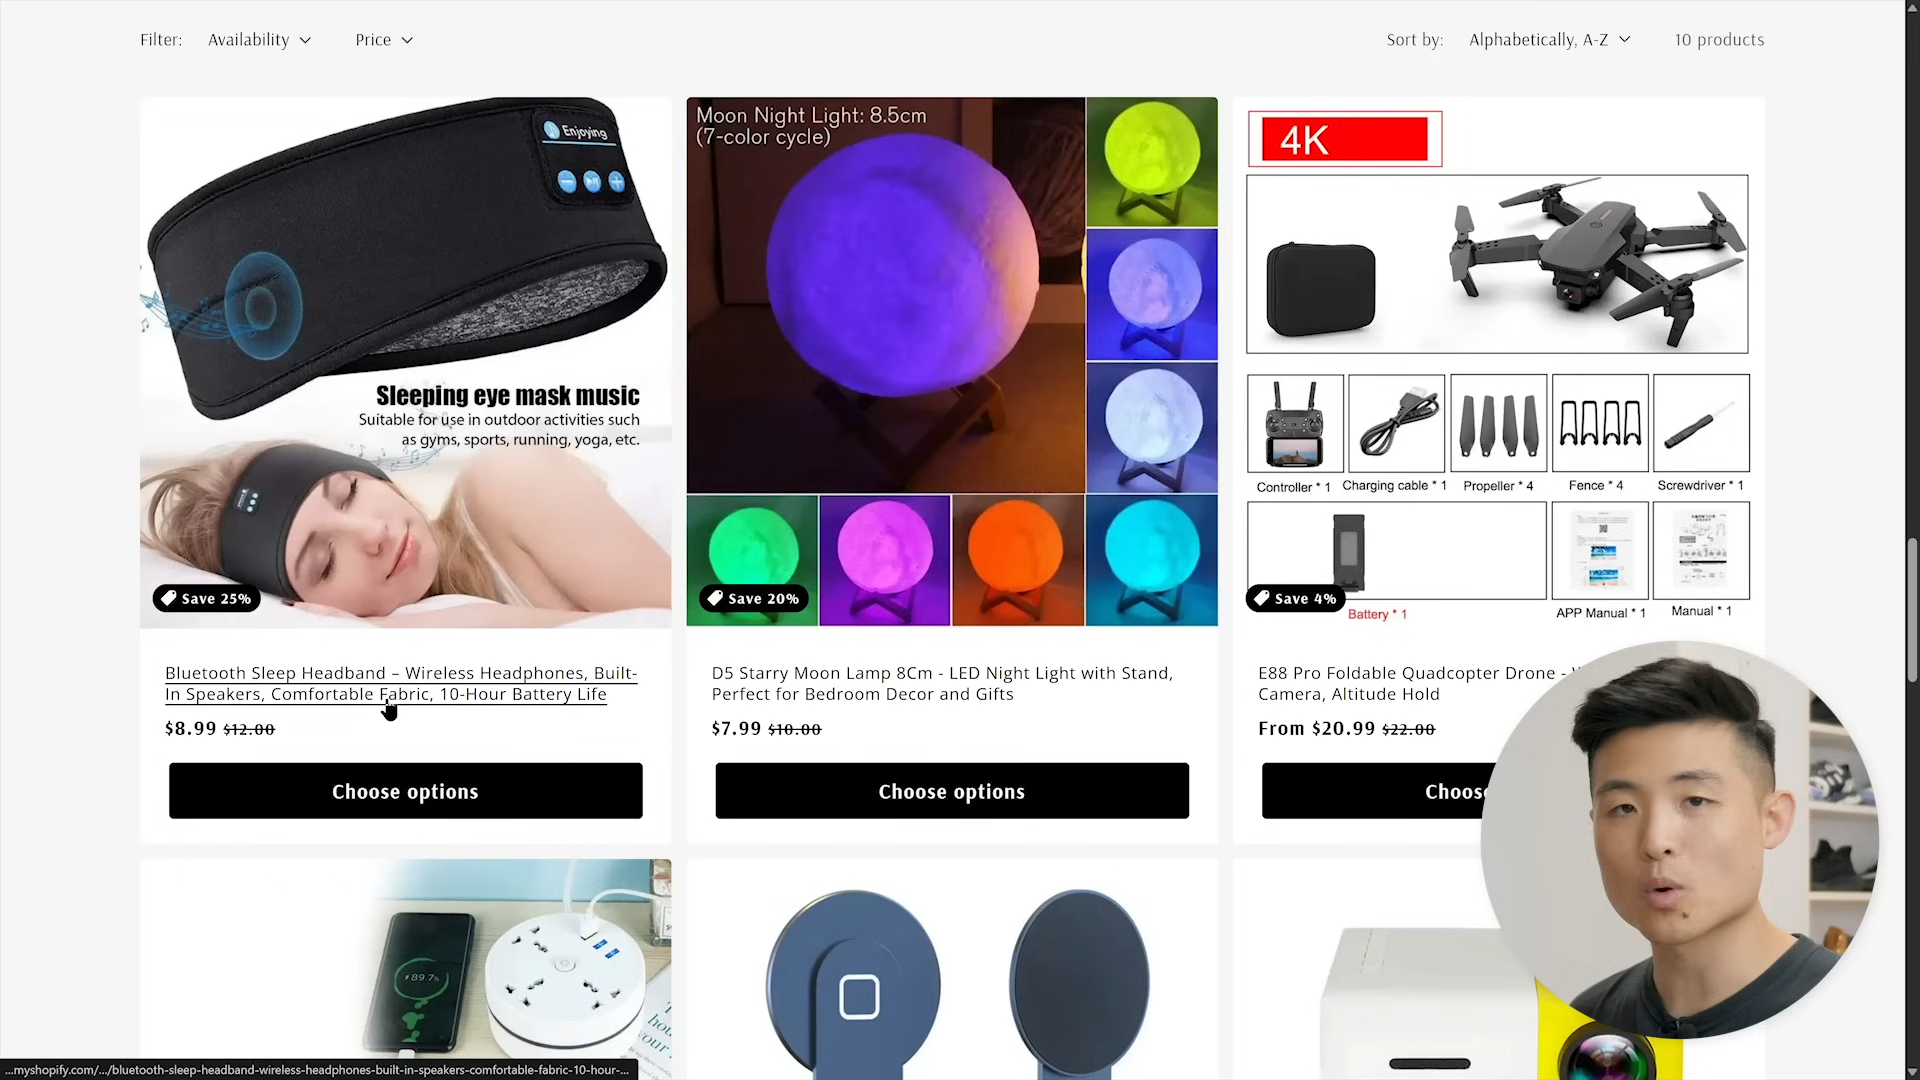 Filter: Availability Price Sort by: Alphabetically, A-Z 10 products
Enjoying
Sleeping eye mask music
Suitable for use in outdoor activities such
as gyms, sports, running, yoga, etc.
Save 25%
Bluetooth Sleep Headband – Wireless Headphones, Built-
In Speakers, Comfortable Fabric, 10-Hour Battery Life
$8.99 $12.00
Choose options
Moon Night Light: 8.5cm
(7-color cycle)
Save 20%
D5 Starry Moon Lamp 8Cm - LED Night Light with Stand,
Perfect for Bedroom Decor and Gifts
$7.99 $10.00
Choose options
4K
Controller * 1 Charging cable * 1 Propeller * 4 Fence * 4 Screwdriver * 1
Battery * 1 APP Manual * 1 Manual * 1
Save 4%
E88 Pro Foldable Quadcopter Drone -
Camera, Altitude Hold
From $20.99 $22.00
89.7%
...myshopify.com/.../bluetooth-sleep-headband-wireless-headphones-built-in-speakers-comfortable-fabric-10-hour-...